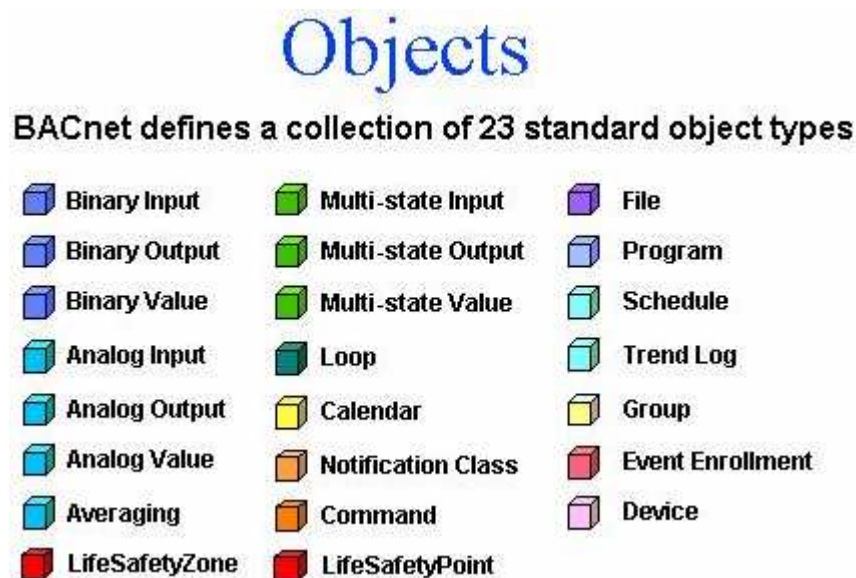 Objects
BACnet defines a collection of 23 standard object types
Binary Input
Binary Output
Binary Value
Analog Input
Analog Output
Analog Value
Averaging
LifeSafetyZone
Multi-state Input
Multi-state Output
Multi-state Value
Loop
Calendar
Notification Class
Command
LifeSafetyPoint
File
Program
Schedule
Trend Log
Group
Event Enrollment
Device